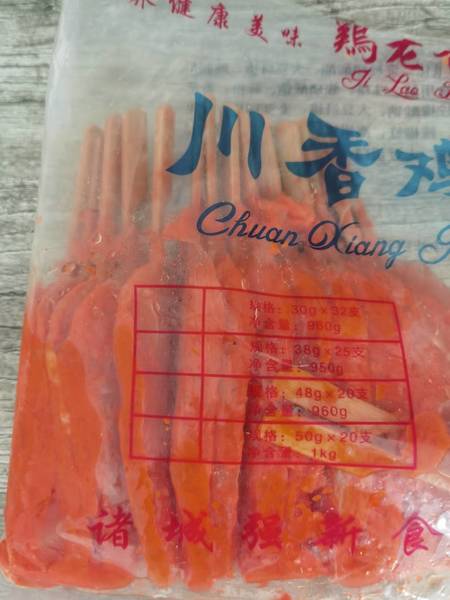 健康美味
鷄
Ji Lao
川香鸡
Chuan Xiang
规格：30g×32支
净含量：960g
规格：38g×25支
净含量：950g
规格：48g×20支
净含量：960g
规格：50g×20支
净含量：1kg
诸城强新食